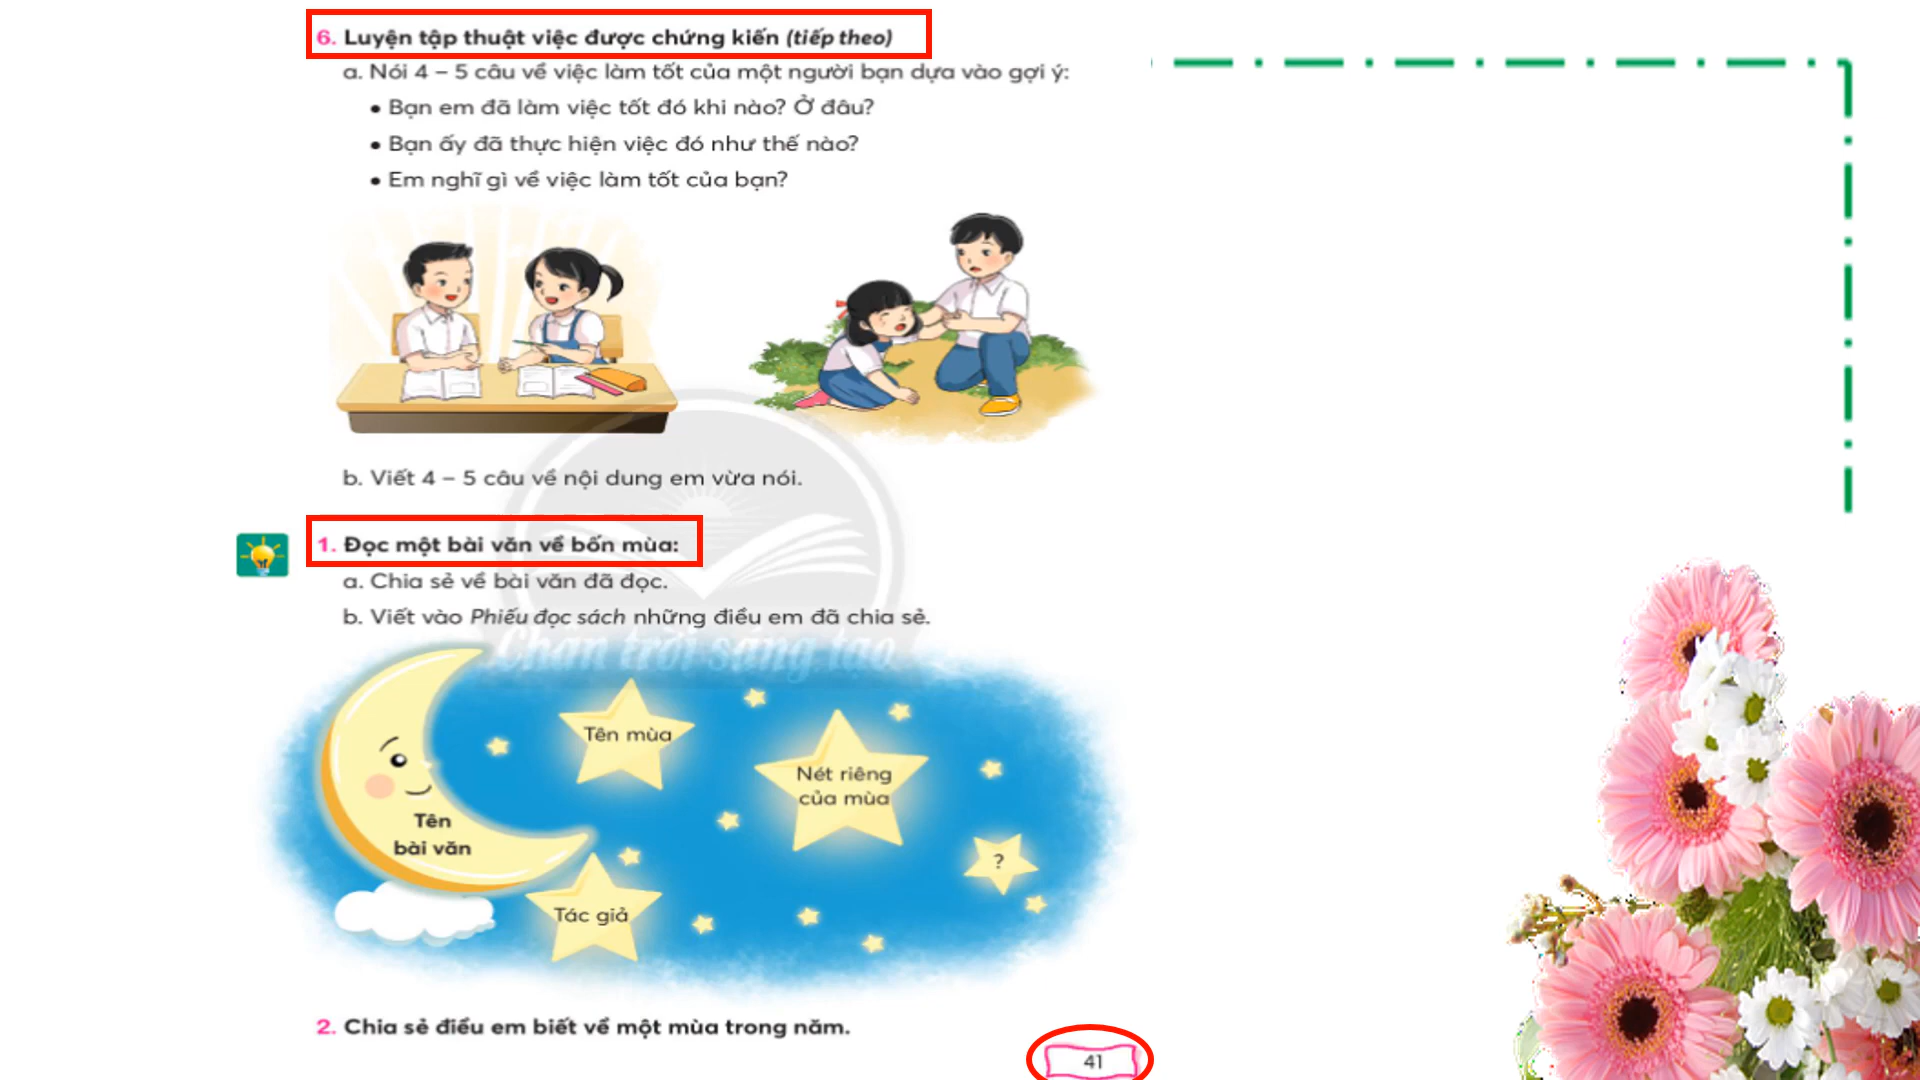 6. Luyện tập thuật việc được chứng kiến (tiếp theo)
a. Nói 4 – 5 câu về việc làm tốt của một người bạn dựa vào gợi ý:
• Bạn em đã làm việc tốt đó khi nào? Ở đâu?
• Bạn ấy đã thực hiện việc đó như thế nào?
• Em nghĩ gì về việc làm tốt của bạn?
b. Viết 4 – 5 câu về nội dung em vừa nói.
1. Đọc một bài văn về bốn mùa:
a. Chia sẻ về bài văn đã đọc.
b. Viết vào Phiếu đọc sách những điều em đã chia sẻ.
Chân trời sáng tạo
Tên mùa
Nét riêng
của mùa
Tên
bài văn
?
Tác giả
2. Chia sẻ điều em biết về một mùa trong năm.
41